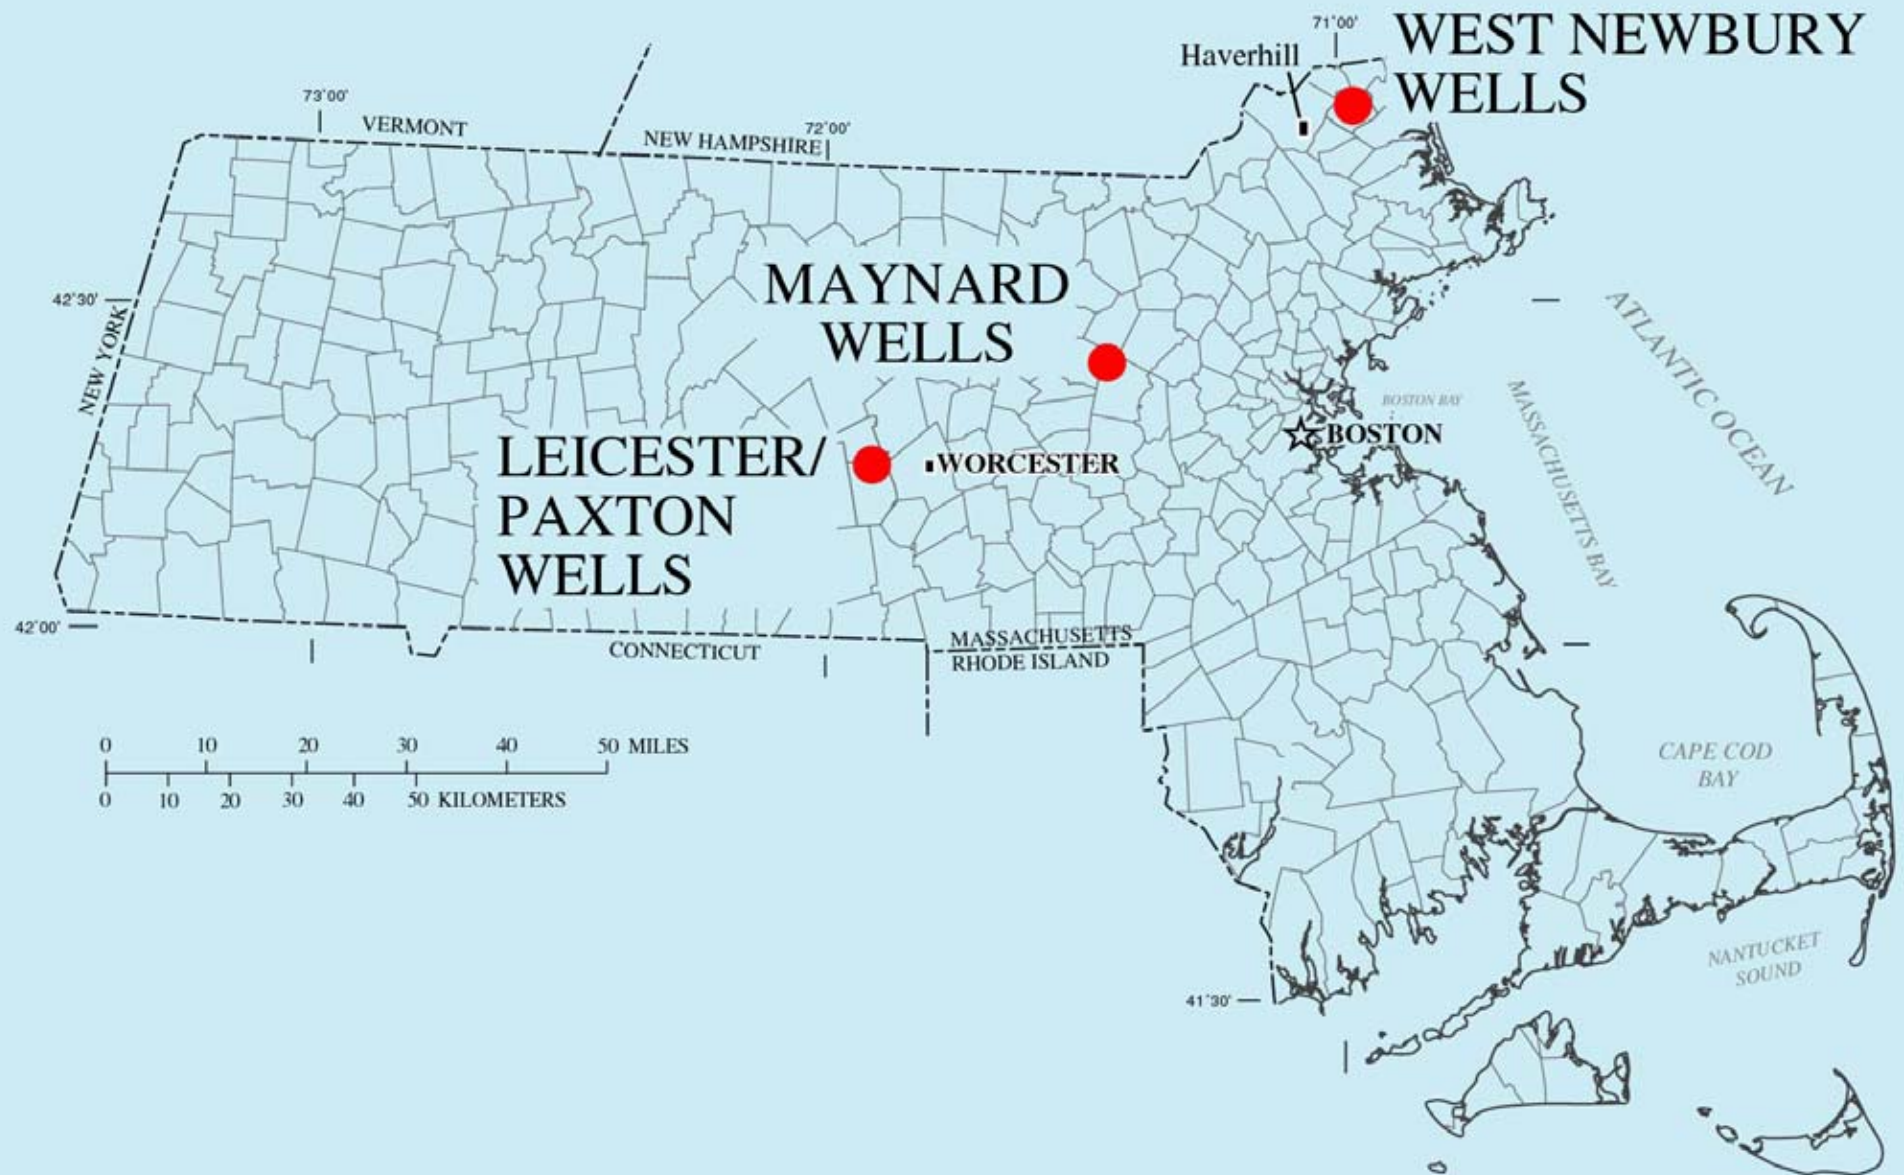 71°00'
WEST NEWBURY
WELLS
Haverhill
73°00'
VERMONT
72°00'
NEW HAMPSHIRE
42°30'
NEW YORK
MAYNARD
WELLS
ATLANTIC OCEAN
MASSACHUSETTS BAY
BOSTON BAY
BOSTON
LEICESTER/
PAXTON
WELLS
WORCESTER
42°00'
CONNECTICUT
MASSACHUSETTS
RHODE ISLAND
0 10 20 30 40 50 MILES
0 10 20 30 40 50 KILOMETERS
CAPE COD
BAY
NANTUCKET
SOUND
41°30'